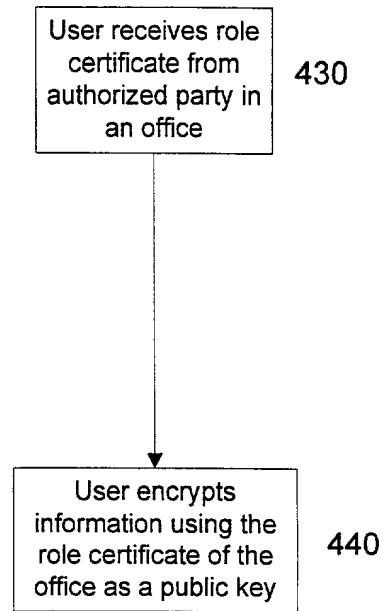 User receives role
certificate from
authorized party in
an office
430
User encrypts
information using the
role certificate of the
office as a public key
440